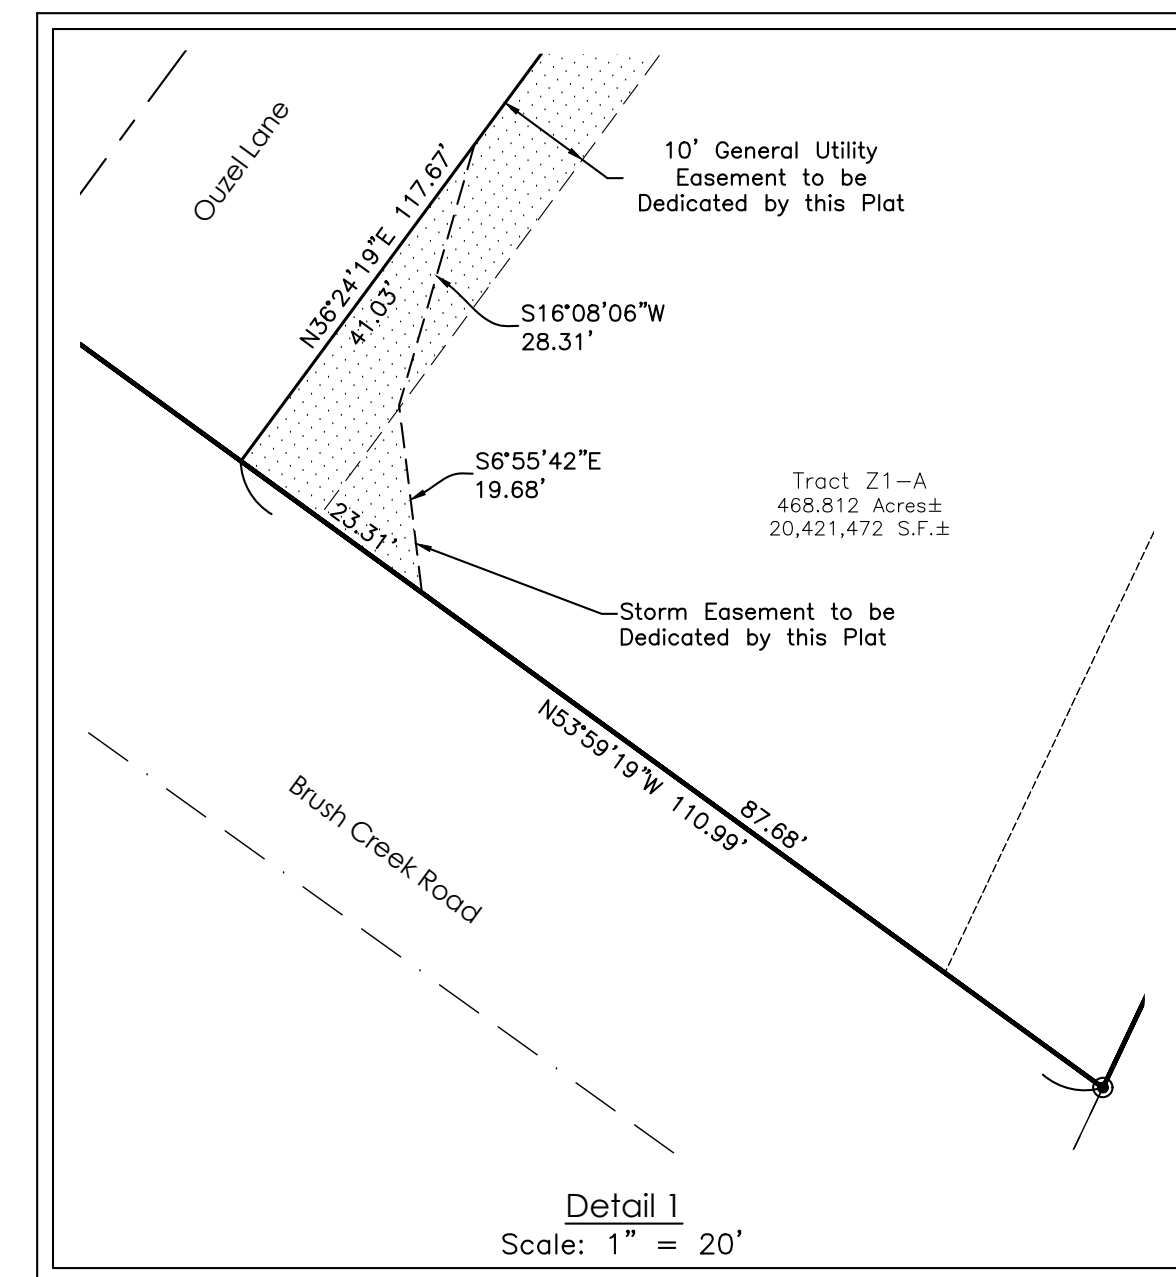 Ouzel Lane
10' General Utility
Easement to be
Dedicated by this Plat
N36°24'19"E 117.67'
41.03'
S16°08'06"W
28.31'
S6°55'42"E
19.68'
Tract Z1-A
468.812 Acres±
20,421,472 S.F.±
23.31'
Storm Easement to be
Dedicated by this Plat
N53°59'19"W 110.99'
87.68'
Brush Creek Road
Detail 1
Scale: 1" = 20'